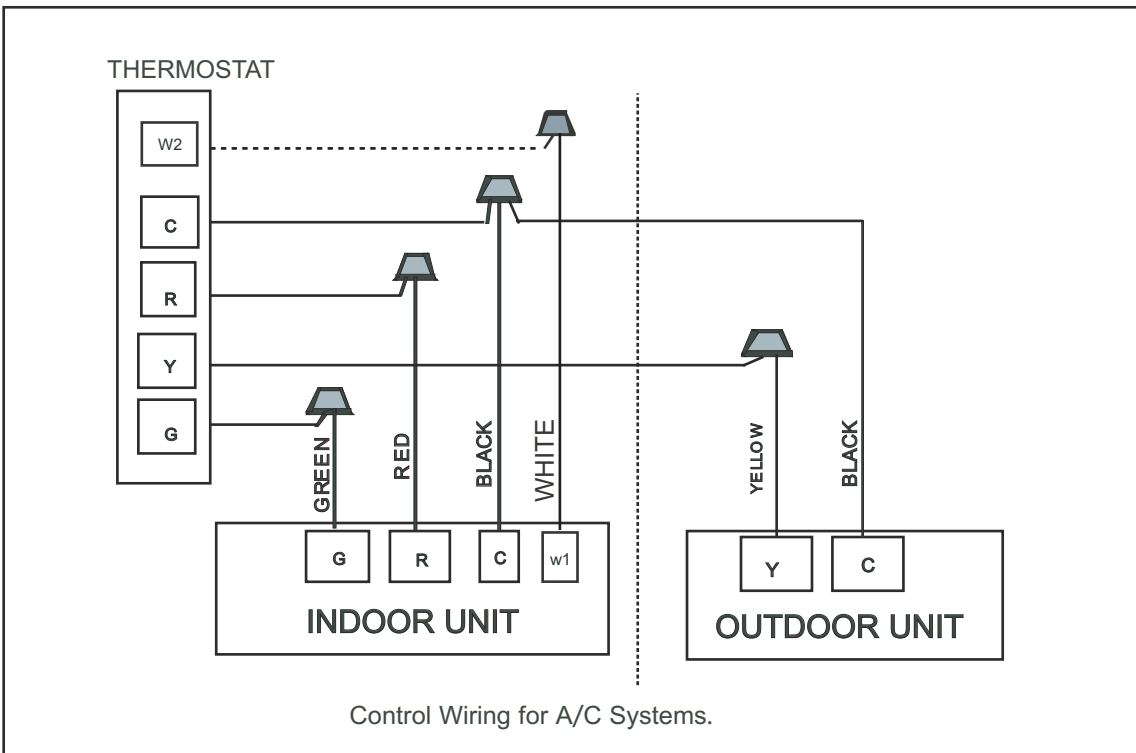 THERMOSTAT
W2
C
R
Y
G
GREEN
RED
BLACK
WHITE
YELLOW
BLACK
G
R
C
w1
INDOOR UNIT
Y
C
OUTDOOR UNIT
Control Wiring for A/C Systems.